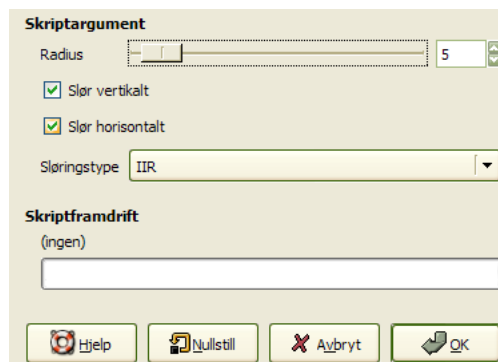 Skriptargument
Radius 5
Slør vertikalt
Slør horisontalt
Sløringstype IIR
Skriptframdrift
(ingen)
Hjelp Nullstill Avbryt OK